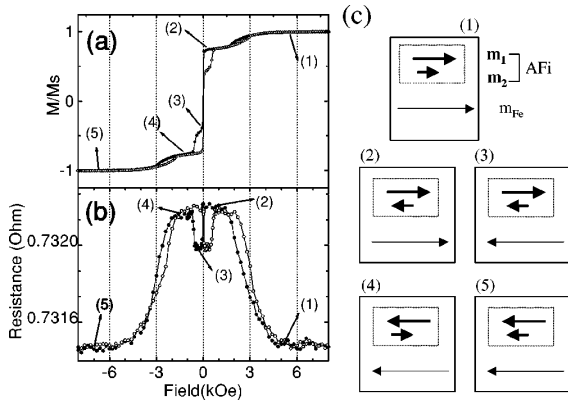 (a)
M/Ms
1
0
-1
(2)
(1)
(3)
(4)
(5)
(b)
Resistance (Ohm)
0.7320
0.7316
(4)
(2)
(3)
(5)
(1)
-6 -3 0 3 6
Field(kOe)
(c)
(1)
m1
m2
AFi
mFe
(2) (3)
(4) (5)